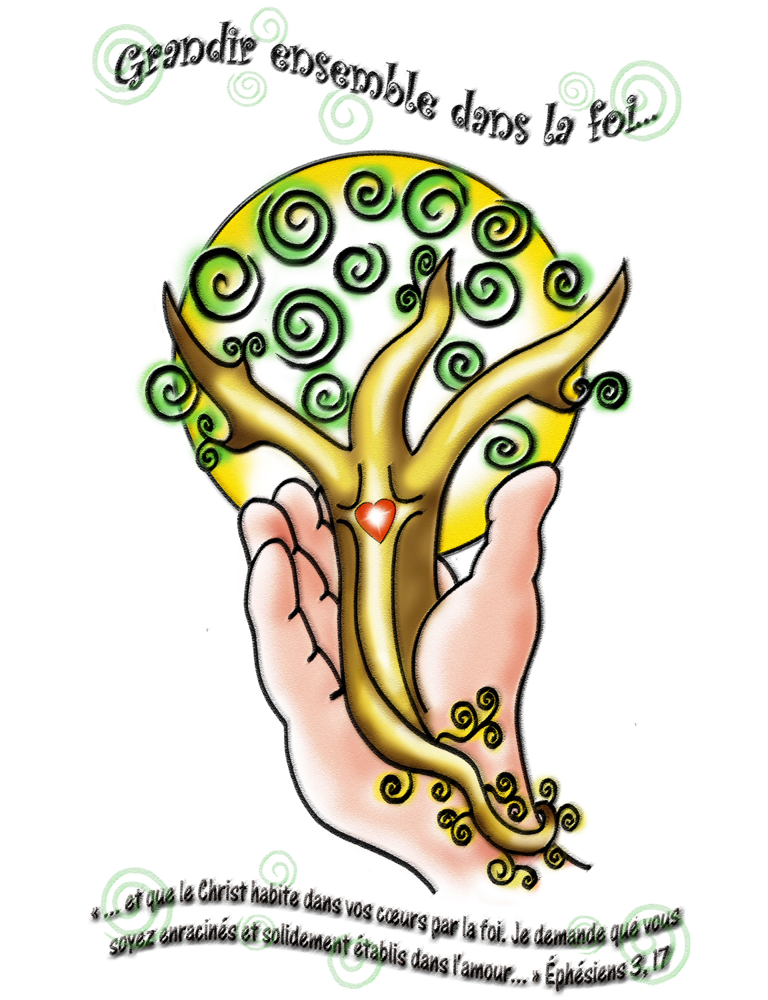 Grandir ensemble dans la foi...
« ... et que le Christ habite dans vos cœurs par la foi. Je demande que vous
soyez enracinés et solidement établis dans l'amour... » Éphésiens 3, 17